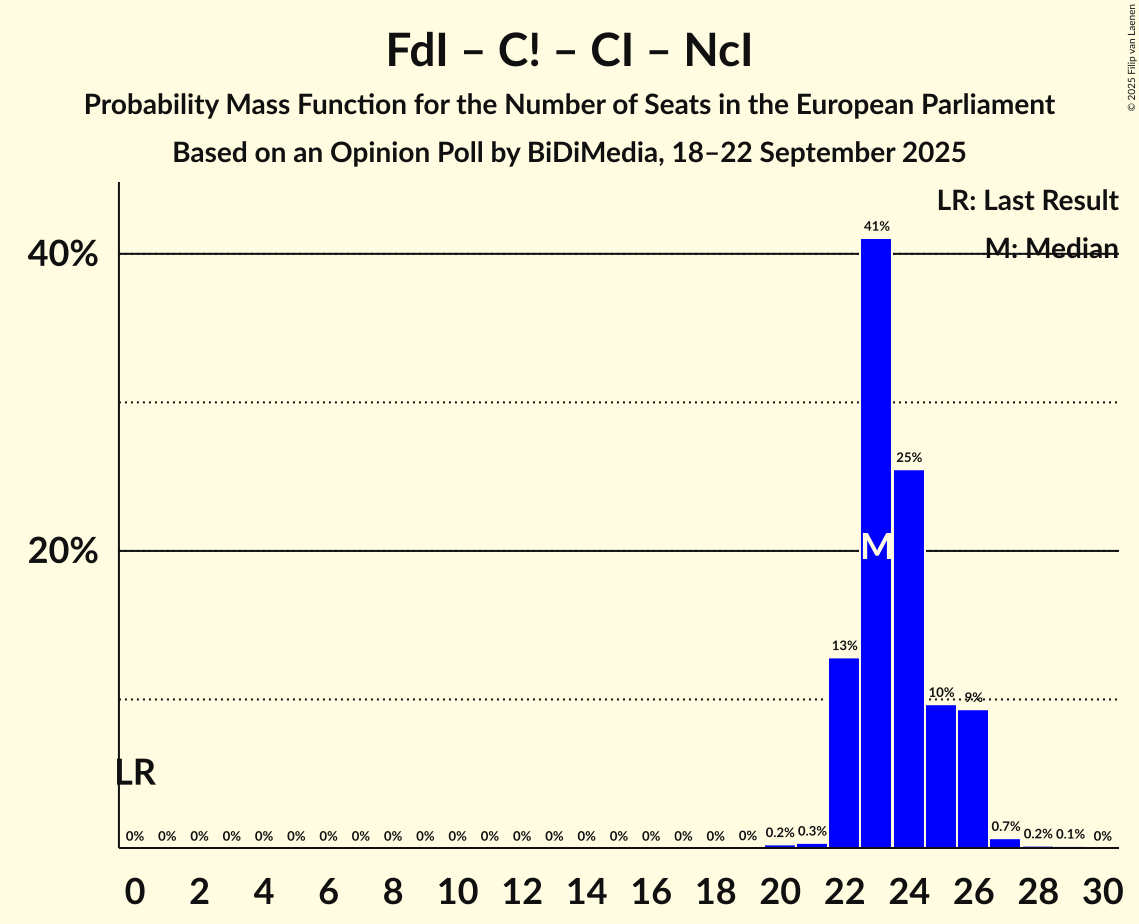 FdI – C! – CI – NcI
Probability Mass Function for the Number of Seats in the European Parliament
Based on an Opinion Poll by BiDiMedia, 18–22 September 2025
© 2025 Filip van Laenen
LR: Last Result
M: Median
40%
20%
41%
25%
M
13%
10% 9%
LR
0% 0% 0% 0% 0% 0% 0% 0% 0% 0% 0% 0% 0% 0% 0% 0% 0% 0% 0% 0% 0.2% 0.3% 0.7% 0.2% 0.1% 0%
0 2 4 6 8 10 12 14 16 18 20 22 24 26 28 30